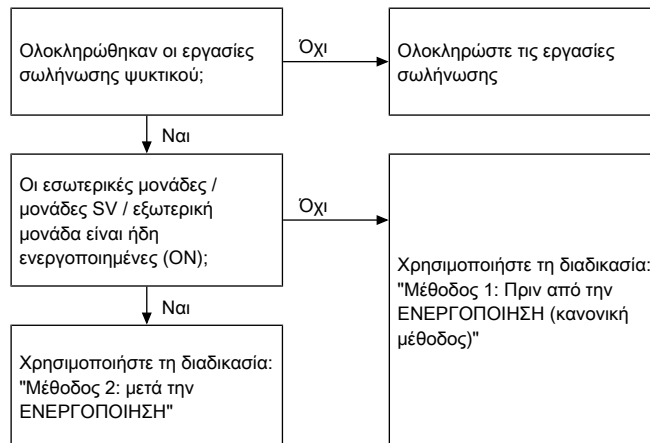 Ολοκληρώθηκαν οι εργασίες
σωλήνωσης ψυκτικού;
Όχι
Ολοκληρώστε τις εργασίες
σωλήνωσης
Ναι
Οι εσωτερικές μονάδες /
μονάδες SV / εξωτερική
μονάδα είναι ήδη
ενεργοποιημένες (ON);
Όχι
Χρησιμοποιήστε τη διαδικασία:
"Μέθοδος 1: Πριν από την
ΕΝΕΡΓΟΠΟΙΗΣΗ (κανονική
μέθοδος)"
Ναι
Χρησιμοποιήστε τη διαδικασία:
"Μέθοδος 2: μετά την
ΕΝΕΡΓΟΠΟΙΗΣΗ"